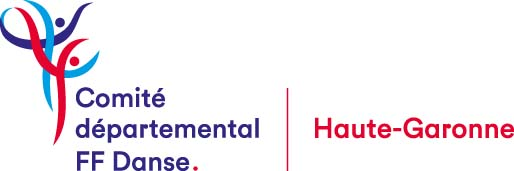 Comité
départemental
FF Danse.
Haute-Garonne